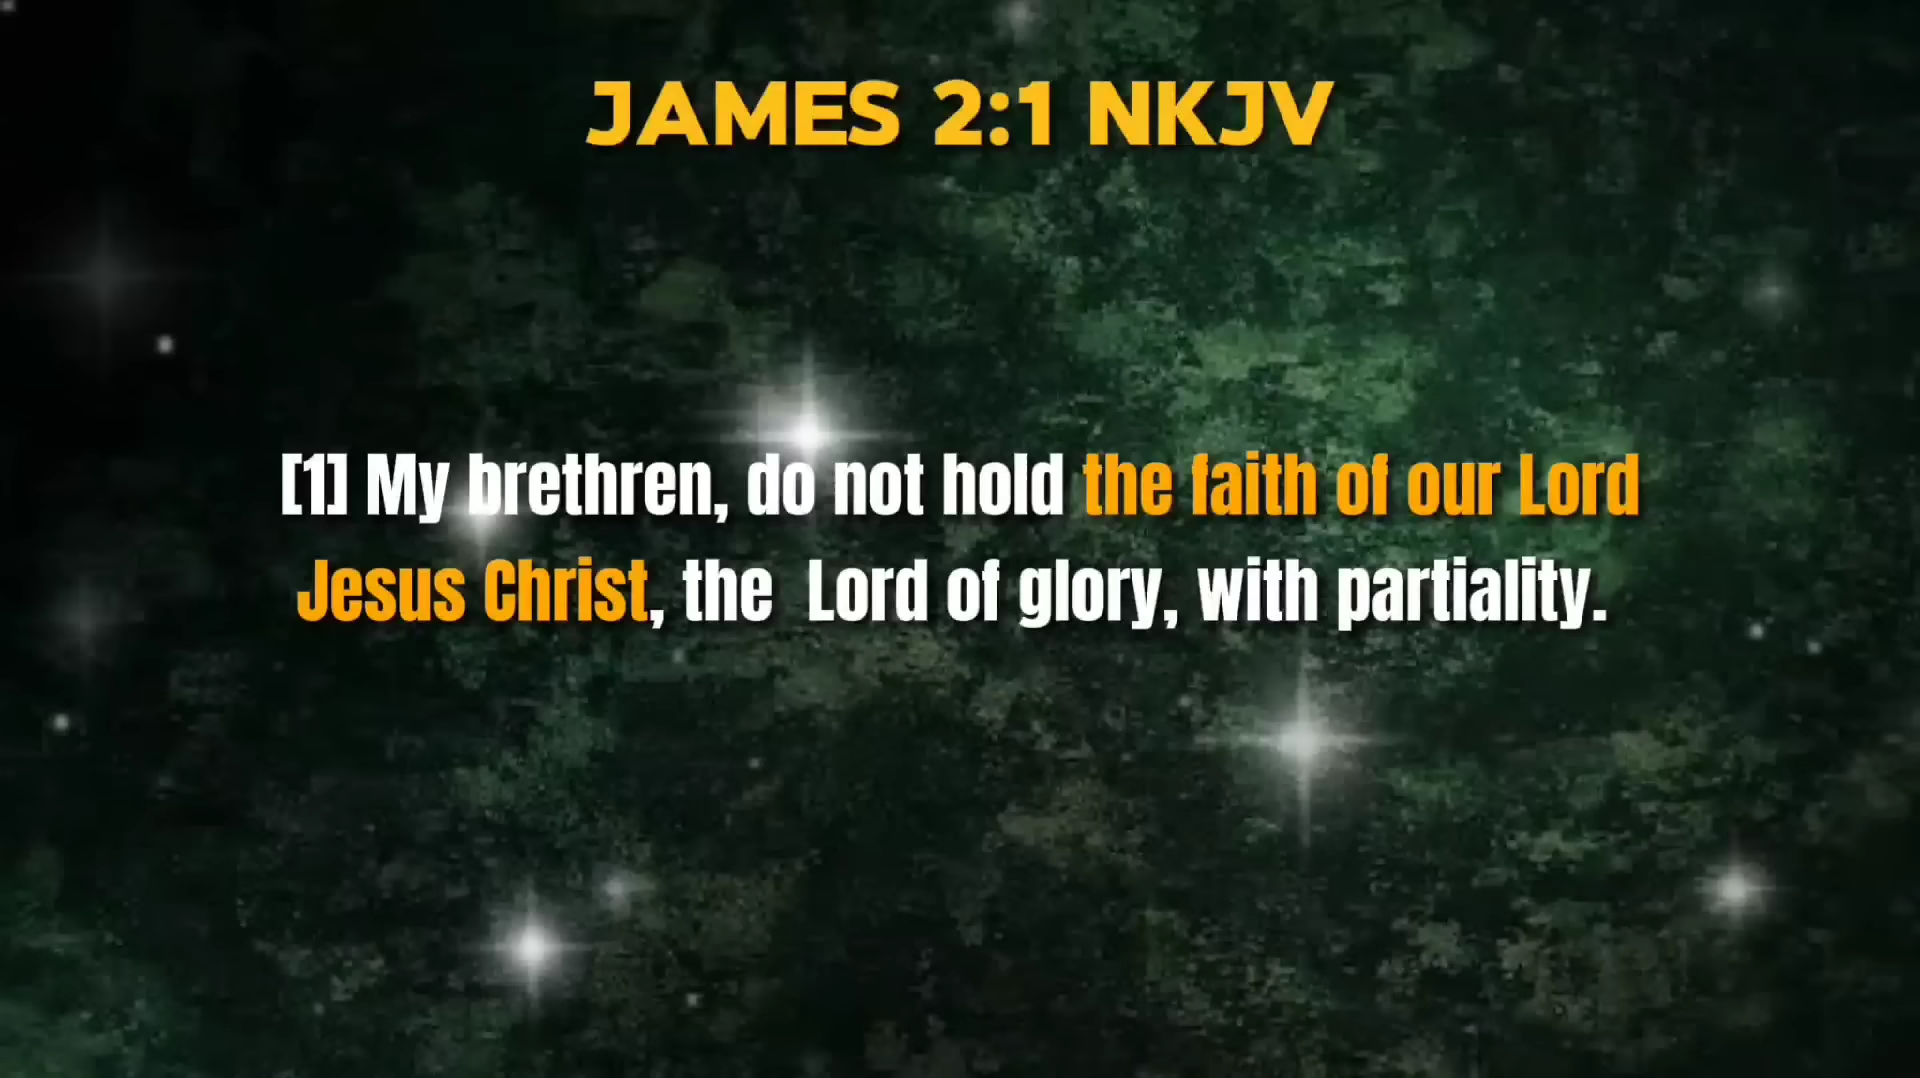 JAMES 2:1 NKJV
[1] My brethren, do not hold the faith of our Lord
Jesus Christ, the  Lord of glory, with partiality.